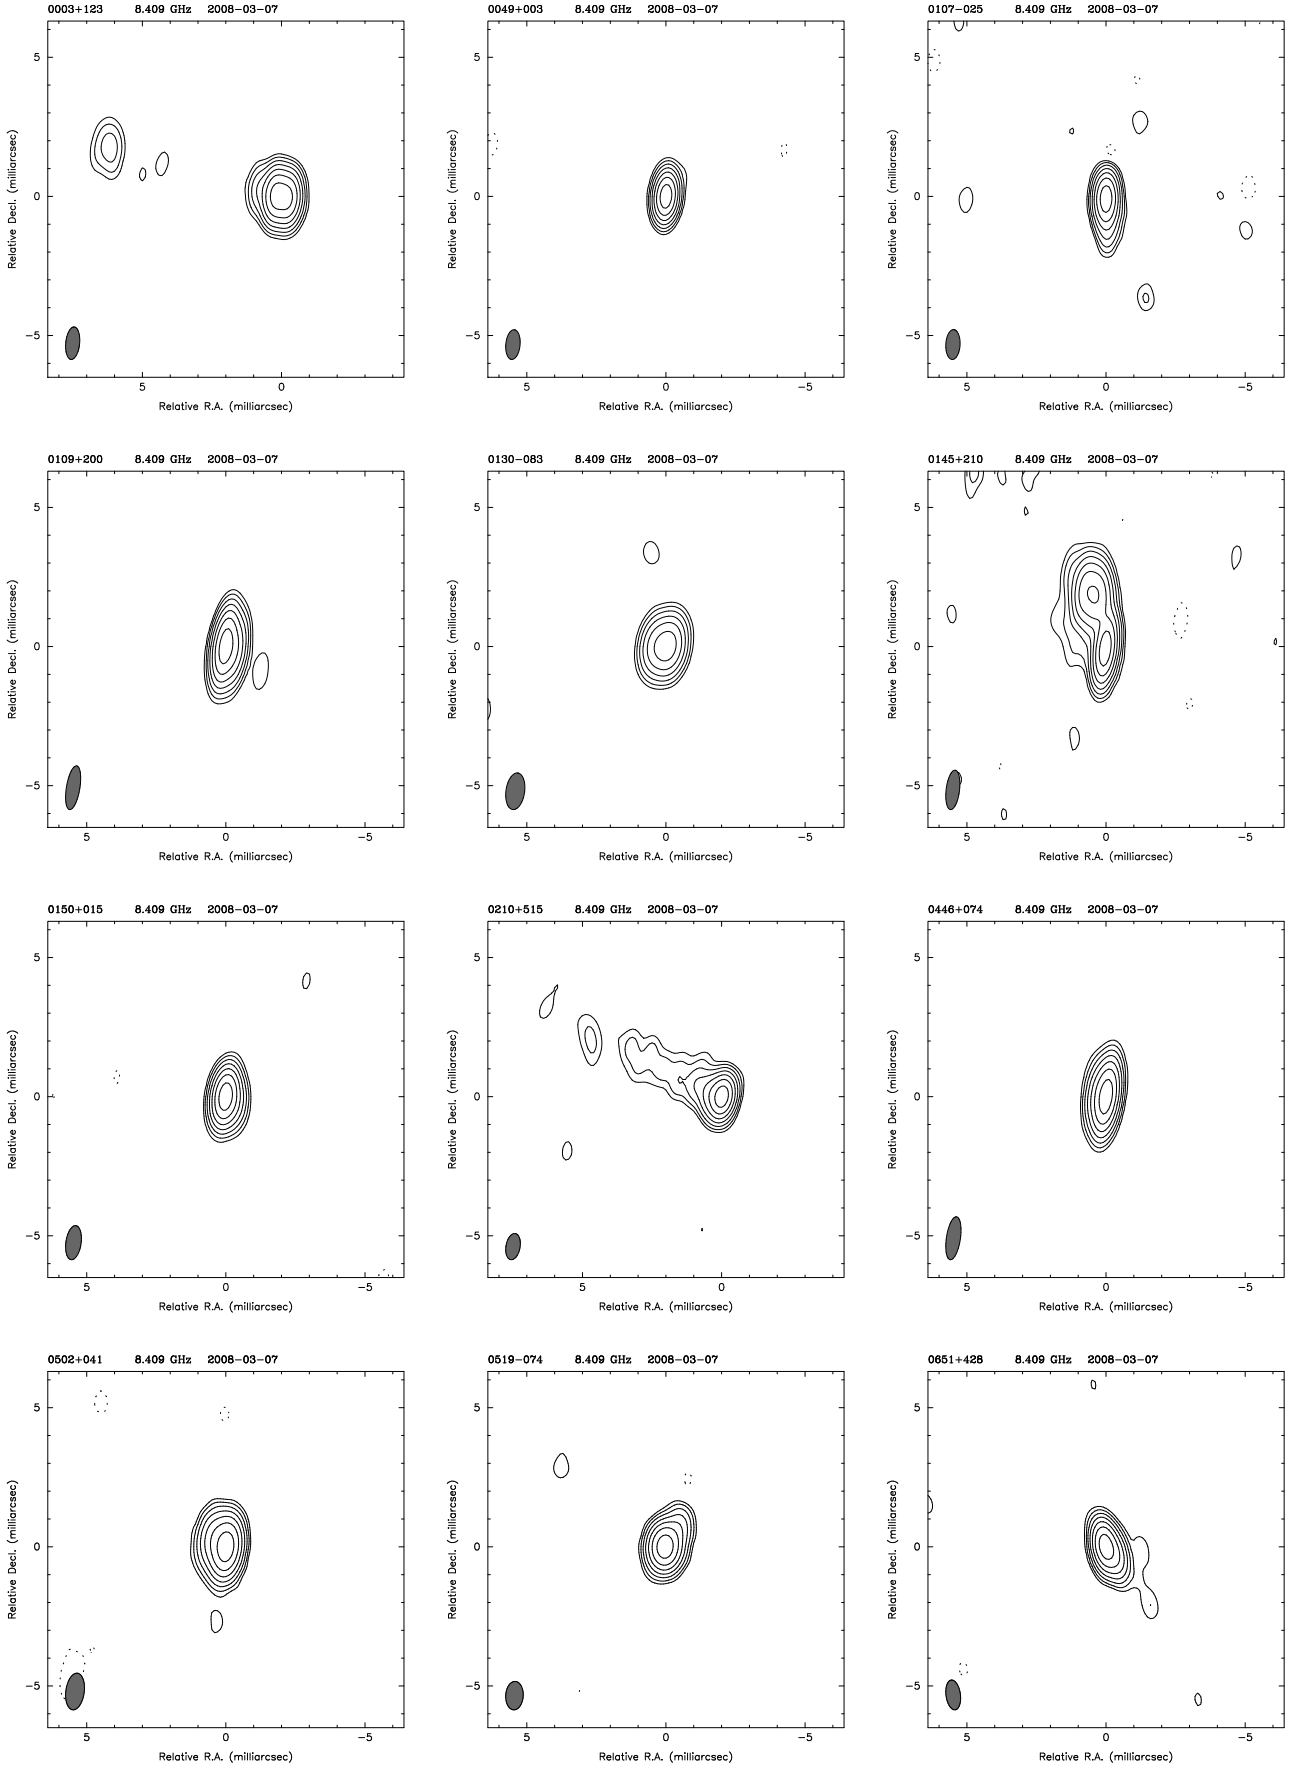 0003+123 8.409 GHz 2008-03-07 0049+003 8.409 GHz 2008-03-07 0107-025 8.409 GHz 2008-03-07
Relative Decl. (milliarcsec) 5 0 -5
Relative Decl. (milliarcsec) 5 0 -5
Relative Decl. (milliarcsec) 5 0 -5
5 0 5 0 -5 5 0 -5
Relative R.A. (milliarcsec) Relative R.A. (milliarcsec) Relative R.A. (milliarcsec)
0109+200 8.409 GHz 2008-03-07 0130-083 8.409 GHz 2008-03-07 0145+210 8.409 GHz 2008-03-07
Relative Decl. (milliarcsec) 5 0 -5
Relative Decl. (milliarcsec) 5 0 -5
Relative Decl. (milliarcsec) 5 0 -5
5 0 -5 5 0 -5 5 0 -5
Relative R.A. (milliarcsec) Relative R.A. (milliarcsec) Relative R.A. (milliarcsec)
0150+015 8.409 GHz 2008-03-07 0210+515 8.409 GHz 2008-03-07 0446+074 8.409 GHz 2008-03-07
Relative Decl. (milliarcsec) 5 0 -5
Relative Decl. (milliarcsec) 5 0 -5
Relative Decl. (milliarcsec) 5 0 -5
5 0 -5 5 0 5 0 -5
Relative R.A. (milliarcsec) Relative R.A. (milliarcsec) Relative R.A. (milliarcsec)
0502+041 8.409 GHz 2008-03-07 0519-074 8.409 GHz 2008-03-07 0651+428 8.409 GHz 2008-03-07
Relative Decl. (milliarcsec) 5 0 -5
Relative Decl. (milliarcsec) 5 0 -5
Relative Decl. (milliarcsec) 5 0 -5
5 0 -5 5 0 -5 5 0 -5
Relative R.A. (milliarcsec) Relative R.A. (milliarcsec) Relative R.A. (milliarcsec)